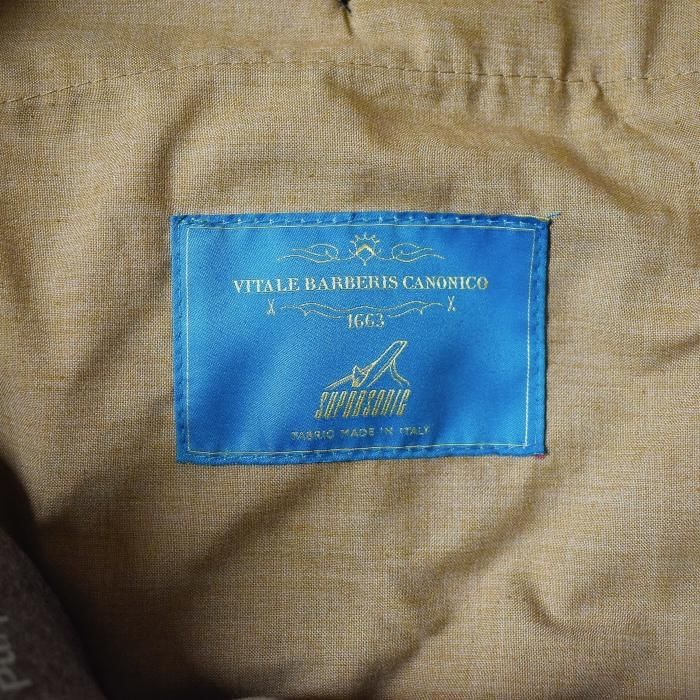 VITALE BARBERIS CANONICO
1663
SUPERSONIC
FABRIC MADE IN ITALY